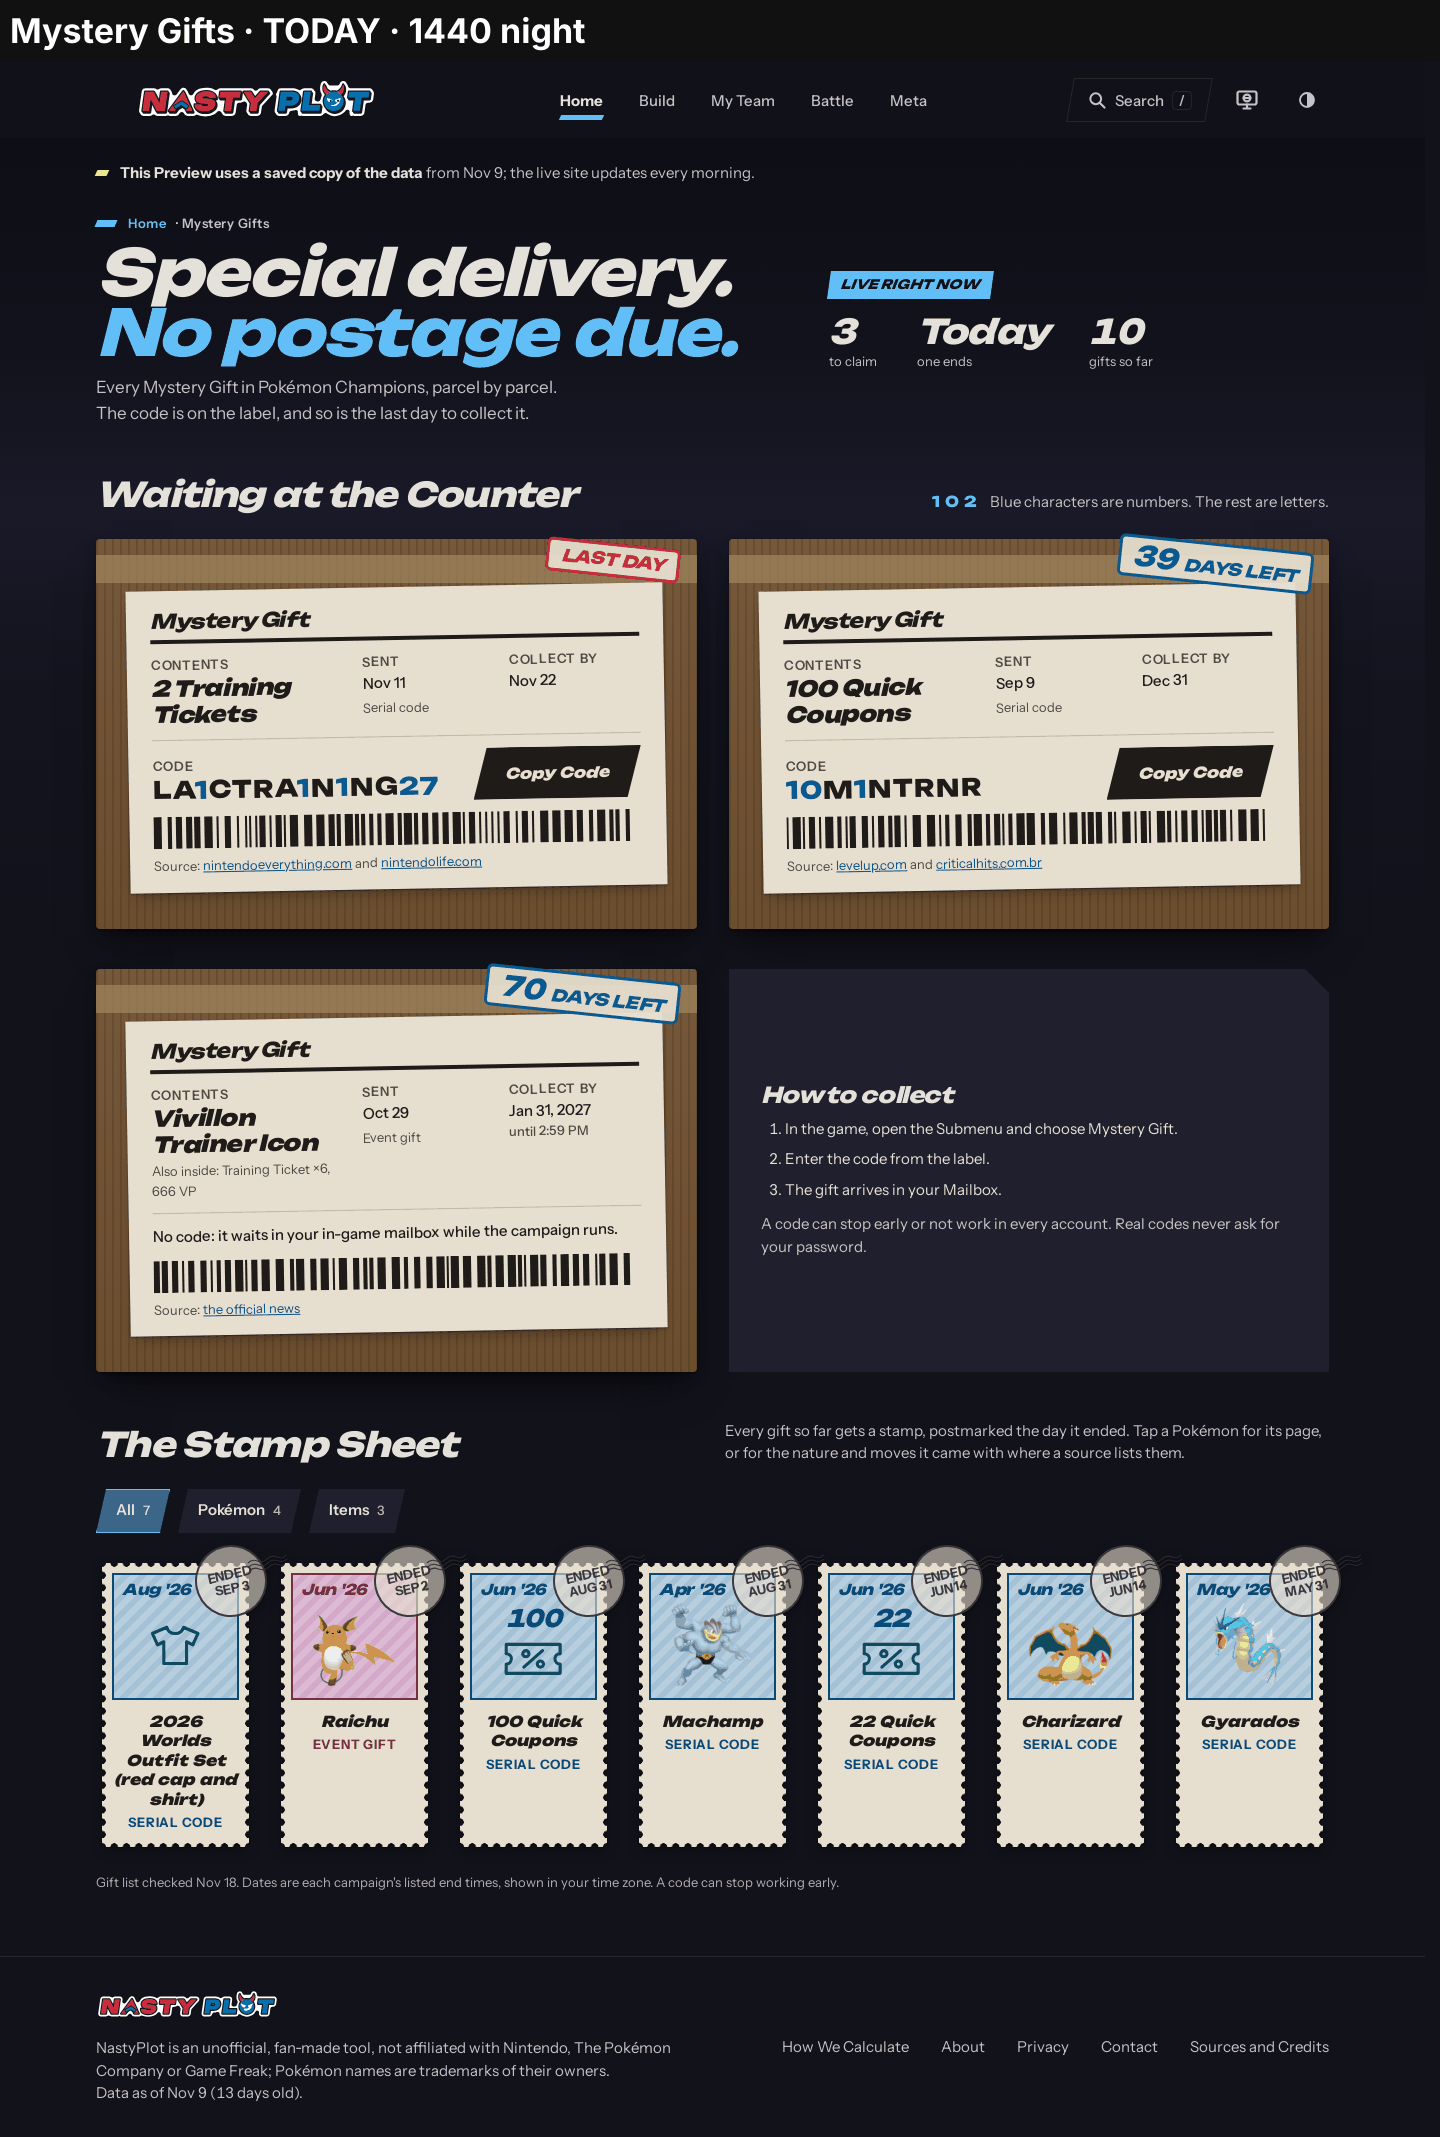 Mystery Gifts · TODAY · 1440 night
NASTY PLOT
Home
Build
My Team
Battle
Meta
Search /
This Preview uses a saved copy of the data from Nov 9; the live site updates every morning.
Home · Mystery Gifts
Special delivery.
No postage due.
Every Mystery Gift in Pokémon Champions, parcel by parcel.
The code is on the label, and so is the last day to collect it.
LIVE RIGHT NOW
3
to claim
Today
one ends
10
gifts so far
Waiting at the Counter
102 Blue characters are numbers. The rest are letters.
LAST DAY
Mystery Gift
CONTENTS
2 Training
Tickets
SENT
Nov 11
Serial code
COLLECT BY
Nov 22
CODE
LA1CTRA1N1NG27
Copy Code
Source: nintendoeverything.com and nintendolife.com
39 DAYS LEFT
Mystery Gift
CONTENTS
100 Quick
Coupons
SENT
Sep 9
Serial code
COLLECT BY
Dec 31
CODE
10M1NTRNR
Copy Code
Source: levelup.com and criticalhits.com.br
70 DAYS LEFT
Mystery Gift
CONTENTS
Vivillon
Trainer Icon
Also inside: Training Ticket ×6,
666 VP
SENT
Oct 29
Event gift
COLLECT BY
Jan 31, 2027
until 2:59 PM
No code: it waits in your in-game mailbox while the campaign runs.
Source: the official news
How to collect
1. In the game, open the Submenu and choose Mystery Gift.
2. Enter the code from the label.
3. The gift arrives in your Mailbox.
A code can stop early or not work in every account. Real codes never ask for
your password.
The Stamp Sheet
Every gift so far gets a stamp, postmarked the day it ended. Tap a Pokémon for its page,
or for the nature and moves it came with where a source lists them.
All 7
Pokémon 4
Items 3
Aug '26
ENDED
SEP 3
2026
Worlds
Outfit Set
(red cap and
shirt)
SERIAL CODE
Jun '26
ENDED
SEP 2
Raichu
EVENT GIFT
Jun '26
ENDED
AUG 31
100
100 Quick
Coupons
SERIAL CODE
Apr '26
ENDED
AUG 31
Machamp
SERIAL CODE
Jun '26
ENDED
JUN 14
22
22 Quick
Coupons
SERIAL CODE
Jun '26
ENDED
JUN 14
Charizard
SERIAL CODE
May '26
ENDED
MAY 31
Gyarados
SERIAL CODE
Gift list checked Nov 18. Dates are each campaign's listed end times, shown in your time zone. A code can stop working early.
NASTY PLOT
NastyPlot is an unofficial, fan-made tool, not affiliated with Nintendo, The Pokémon
Company or Game Freak; Pokémon names are trademarks of their owners.
Data as of Nov 9 (13 days old).
How We Calculate
About
Privacy
Contact
Sources and Credits